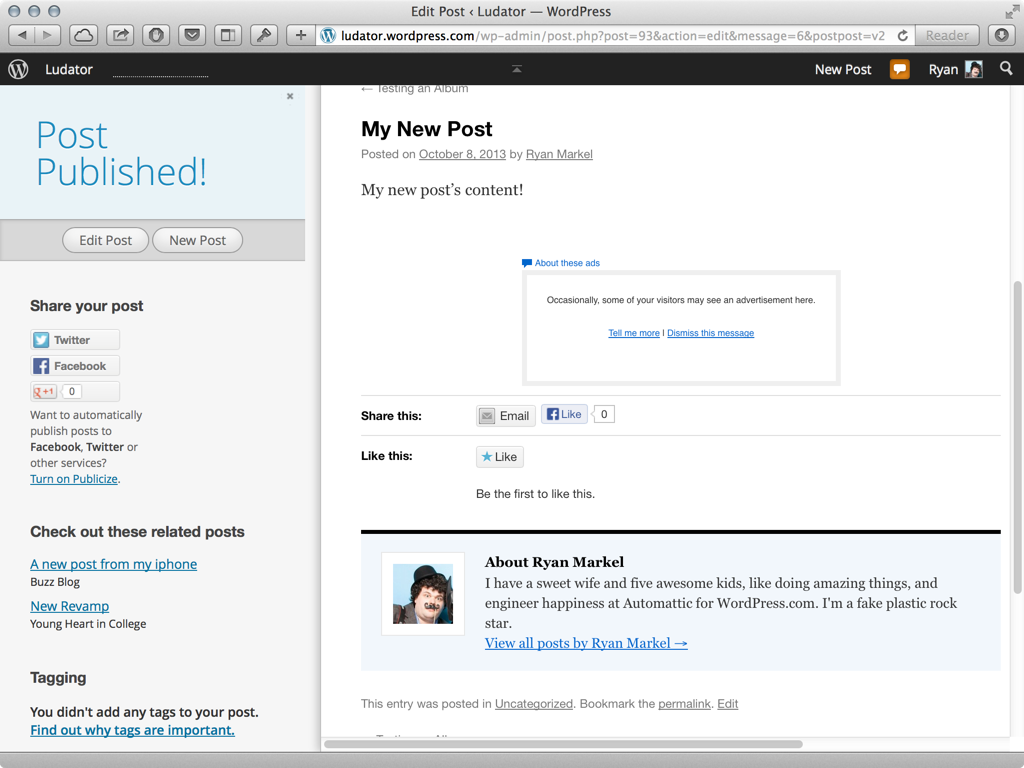 Edit Post ‹ Ludator — WordPress
ludator.wordpress.com/wp-admin/post.php?post=93&action=edit&message=6&postpost=v2
Reader
Ludator
New Post
Ryan
×
Post
Published!
Edit Post
New Post
Share your post
Twitter
Facebook
g +1
0
Want to automatically
publish posts to
Facebook, Twitter or
other services?
Turn on Publicize.
Check out these related posts
A new post from my iphone
Buzz Blog
New Revamp
Young Heart in College
Tagging
You didn't add any tags to your post.
Find out why tags are important.
← Testing an Album
My New Post
Posted on October 8, 2013 by Ryan Markel
My new post’s content!
About these ads
Occasionally, some of your visitors may see an advertisement here.
Tell me more | Dismiss this message
Share this:
Email
Like
0
Like this:
Like
Be the first to like this.
About Ryan Markel
I have a sweet wife and five awesome kids, like doing amazing things, and
engineer happiness at Automattic for WordPress.com. I'm a fake plastic rock
star.
View all posts by Ryan Markel →
This entry was posted in Uncategorized. Bookmark the permalink. Edit